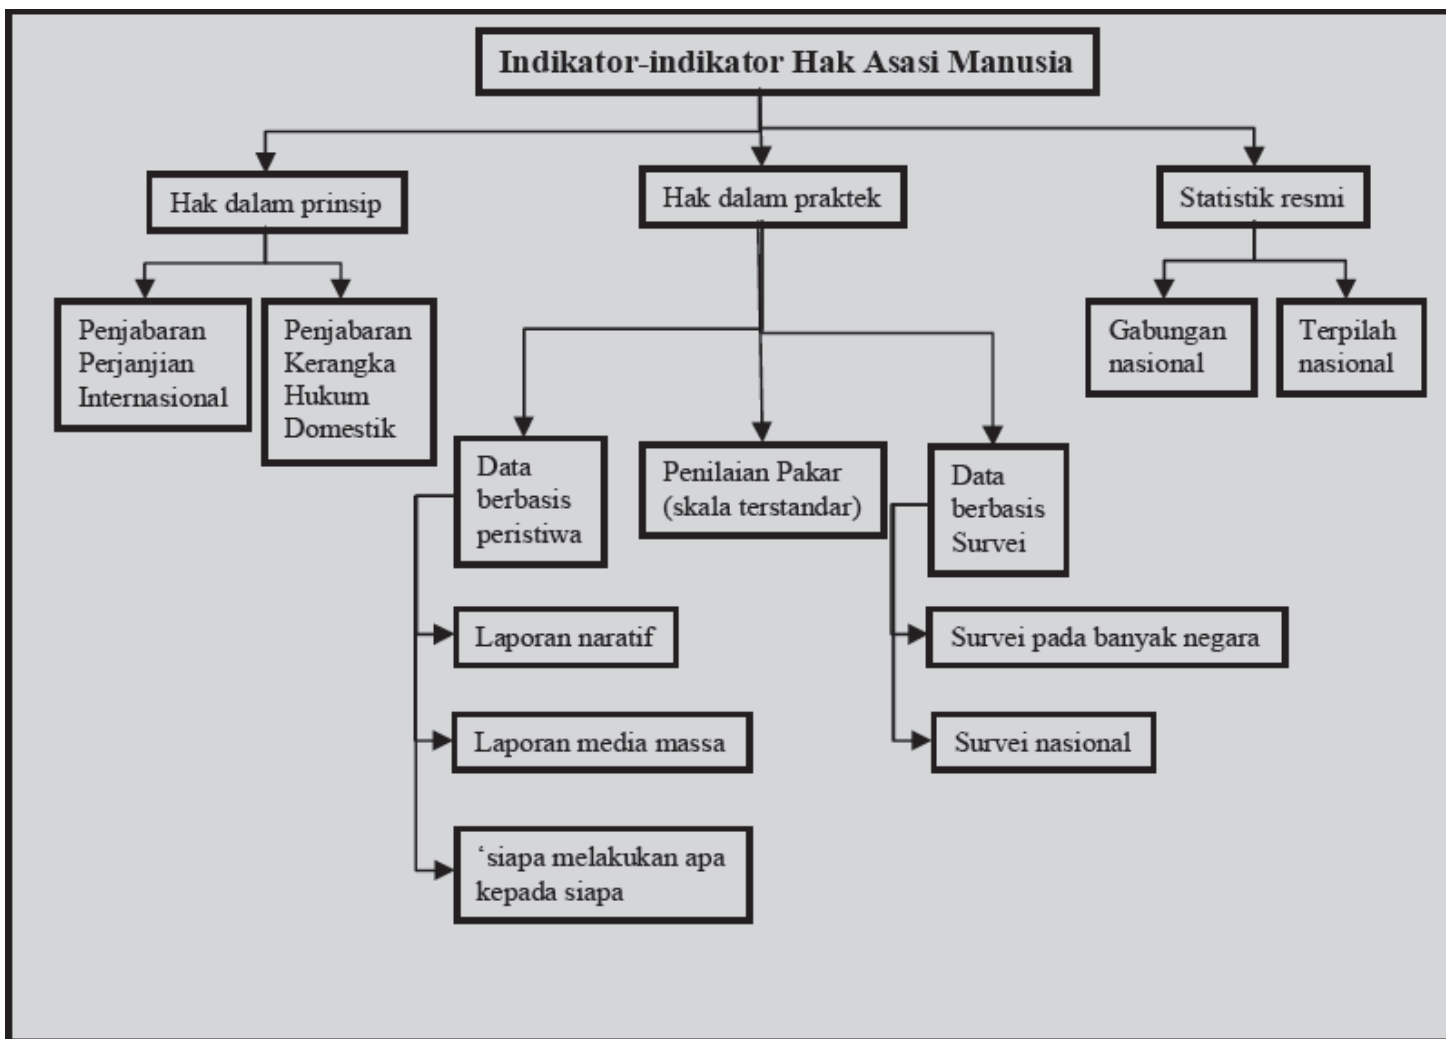 Indikator-indikator Hak Asasi Manusia
Hak dalam prinsip
Hak dalam praktek
Statistik resmi
Penjabaran
Perjanjian
Internasional
Penjabaran
Kerangka
Hukum
Domestik
Gabungan
nasional
Terpilah
nasional
Data
berbasis
peristiwa
Penilaian Pakar
(skala terstandar)
Data
berbasis
Survei
Laporan naratif
Laporan media massa
‘siapa melakukan apa
kepada siapa
Survei pada banyak negara
Survei nasional